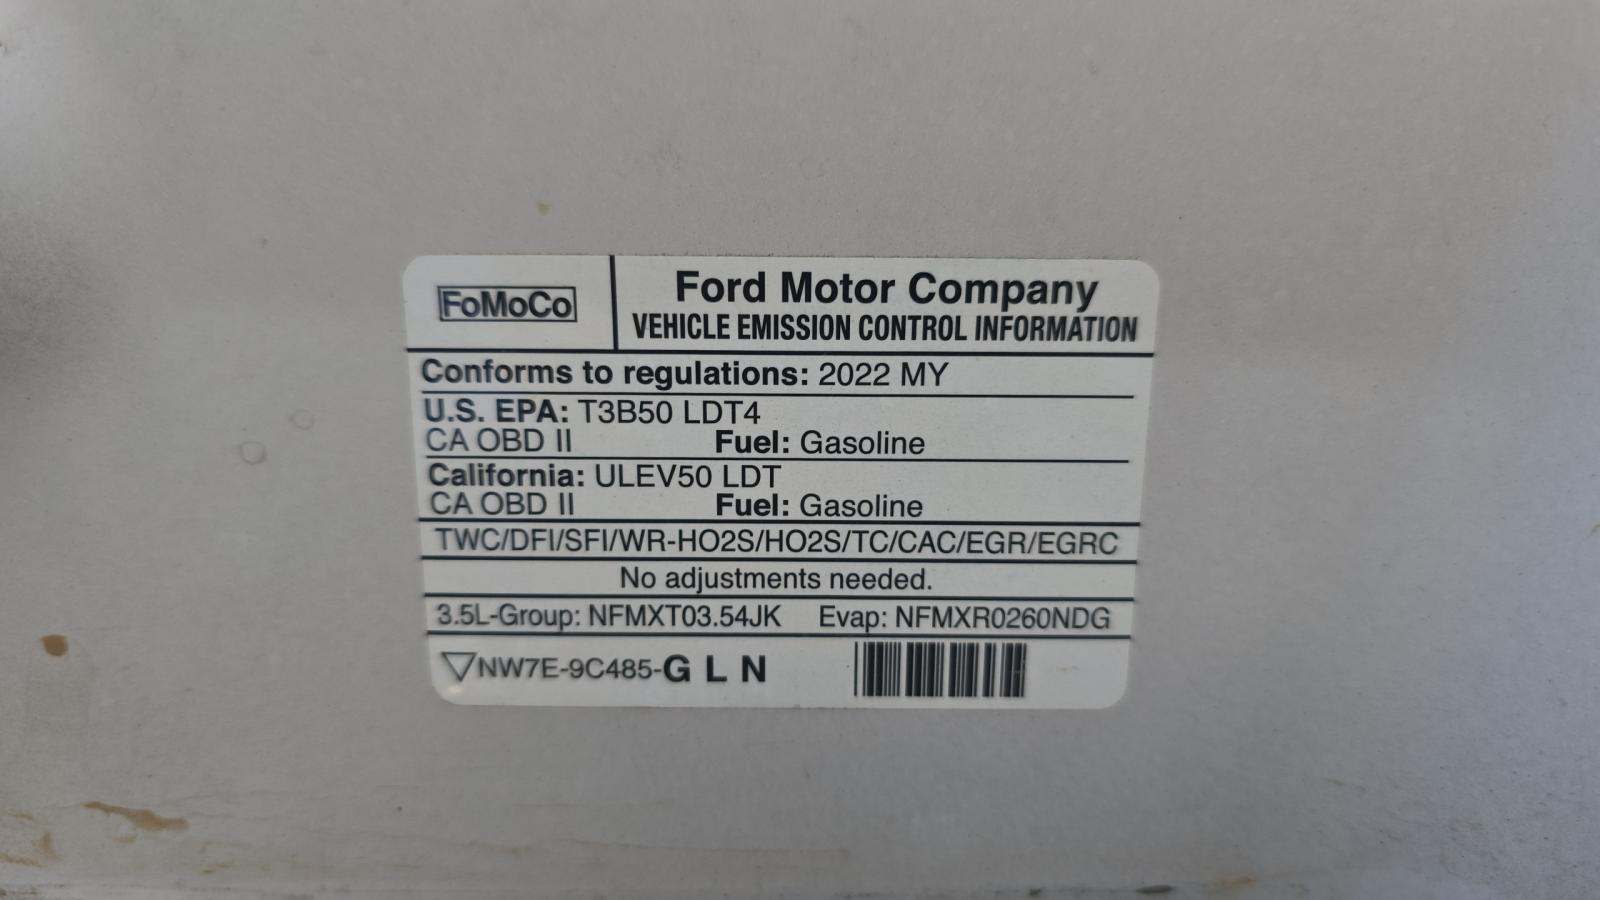 FoMoCo
Ford Motor Company
VEHICLE EMISSION CONTROL INFORMATION
Conforms to regulations: 2022 MY
U.S. EPA: T3B50 LDT4
CA OBD II Fuel: Gasoline
California: ULEV50 LDT
CA OBD II Fuel: Gasoline
TWC/DFI/SFI/WR-HO2S/HO2S/TC/CAC/EGR/EGRC
No adjustments needed.
3.5L-Group: NFMXT03.54JK Evap: NFMXR0260NDG
NW7E-9C485-G L N